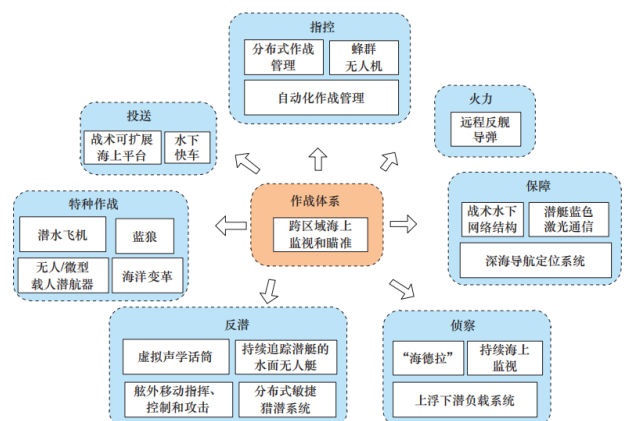 指控
分布式作战
管理
蜂群
无人机
自动化作战管理
投送
战术可扩展
海上平台
水下
快车
火力
远程反舰
导弹
特种作战
潜水飞机
蓝狼
无人/微型
载人潜航器
海洋变革
作战体系
跨区域海上
监视和瞄准
保障
战术水下
网络结构
潜艇蓝色
激光通信
深海导航定位系统
反潜
虚拟声学话筒
持续追踪潜艇的
水面无人艇
舷外移动指挥、
控制和攻击
分布式敏捷
猎潜系统
侦察
“海德拉”
持续海上
监视
上浮下潜负载系统